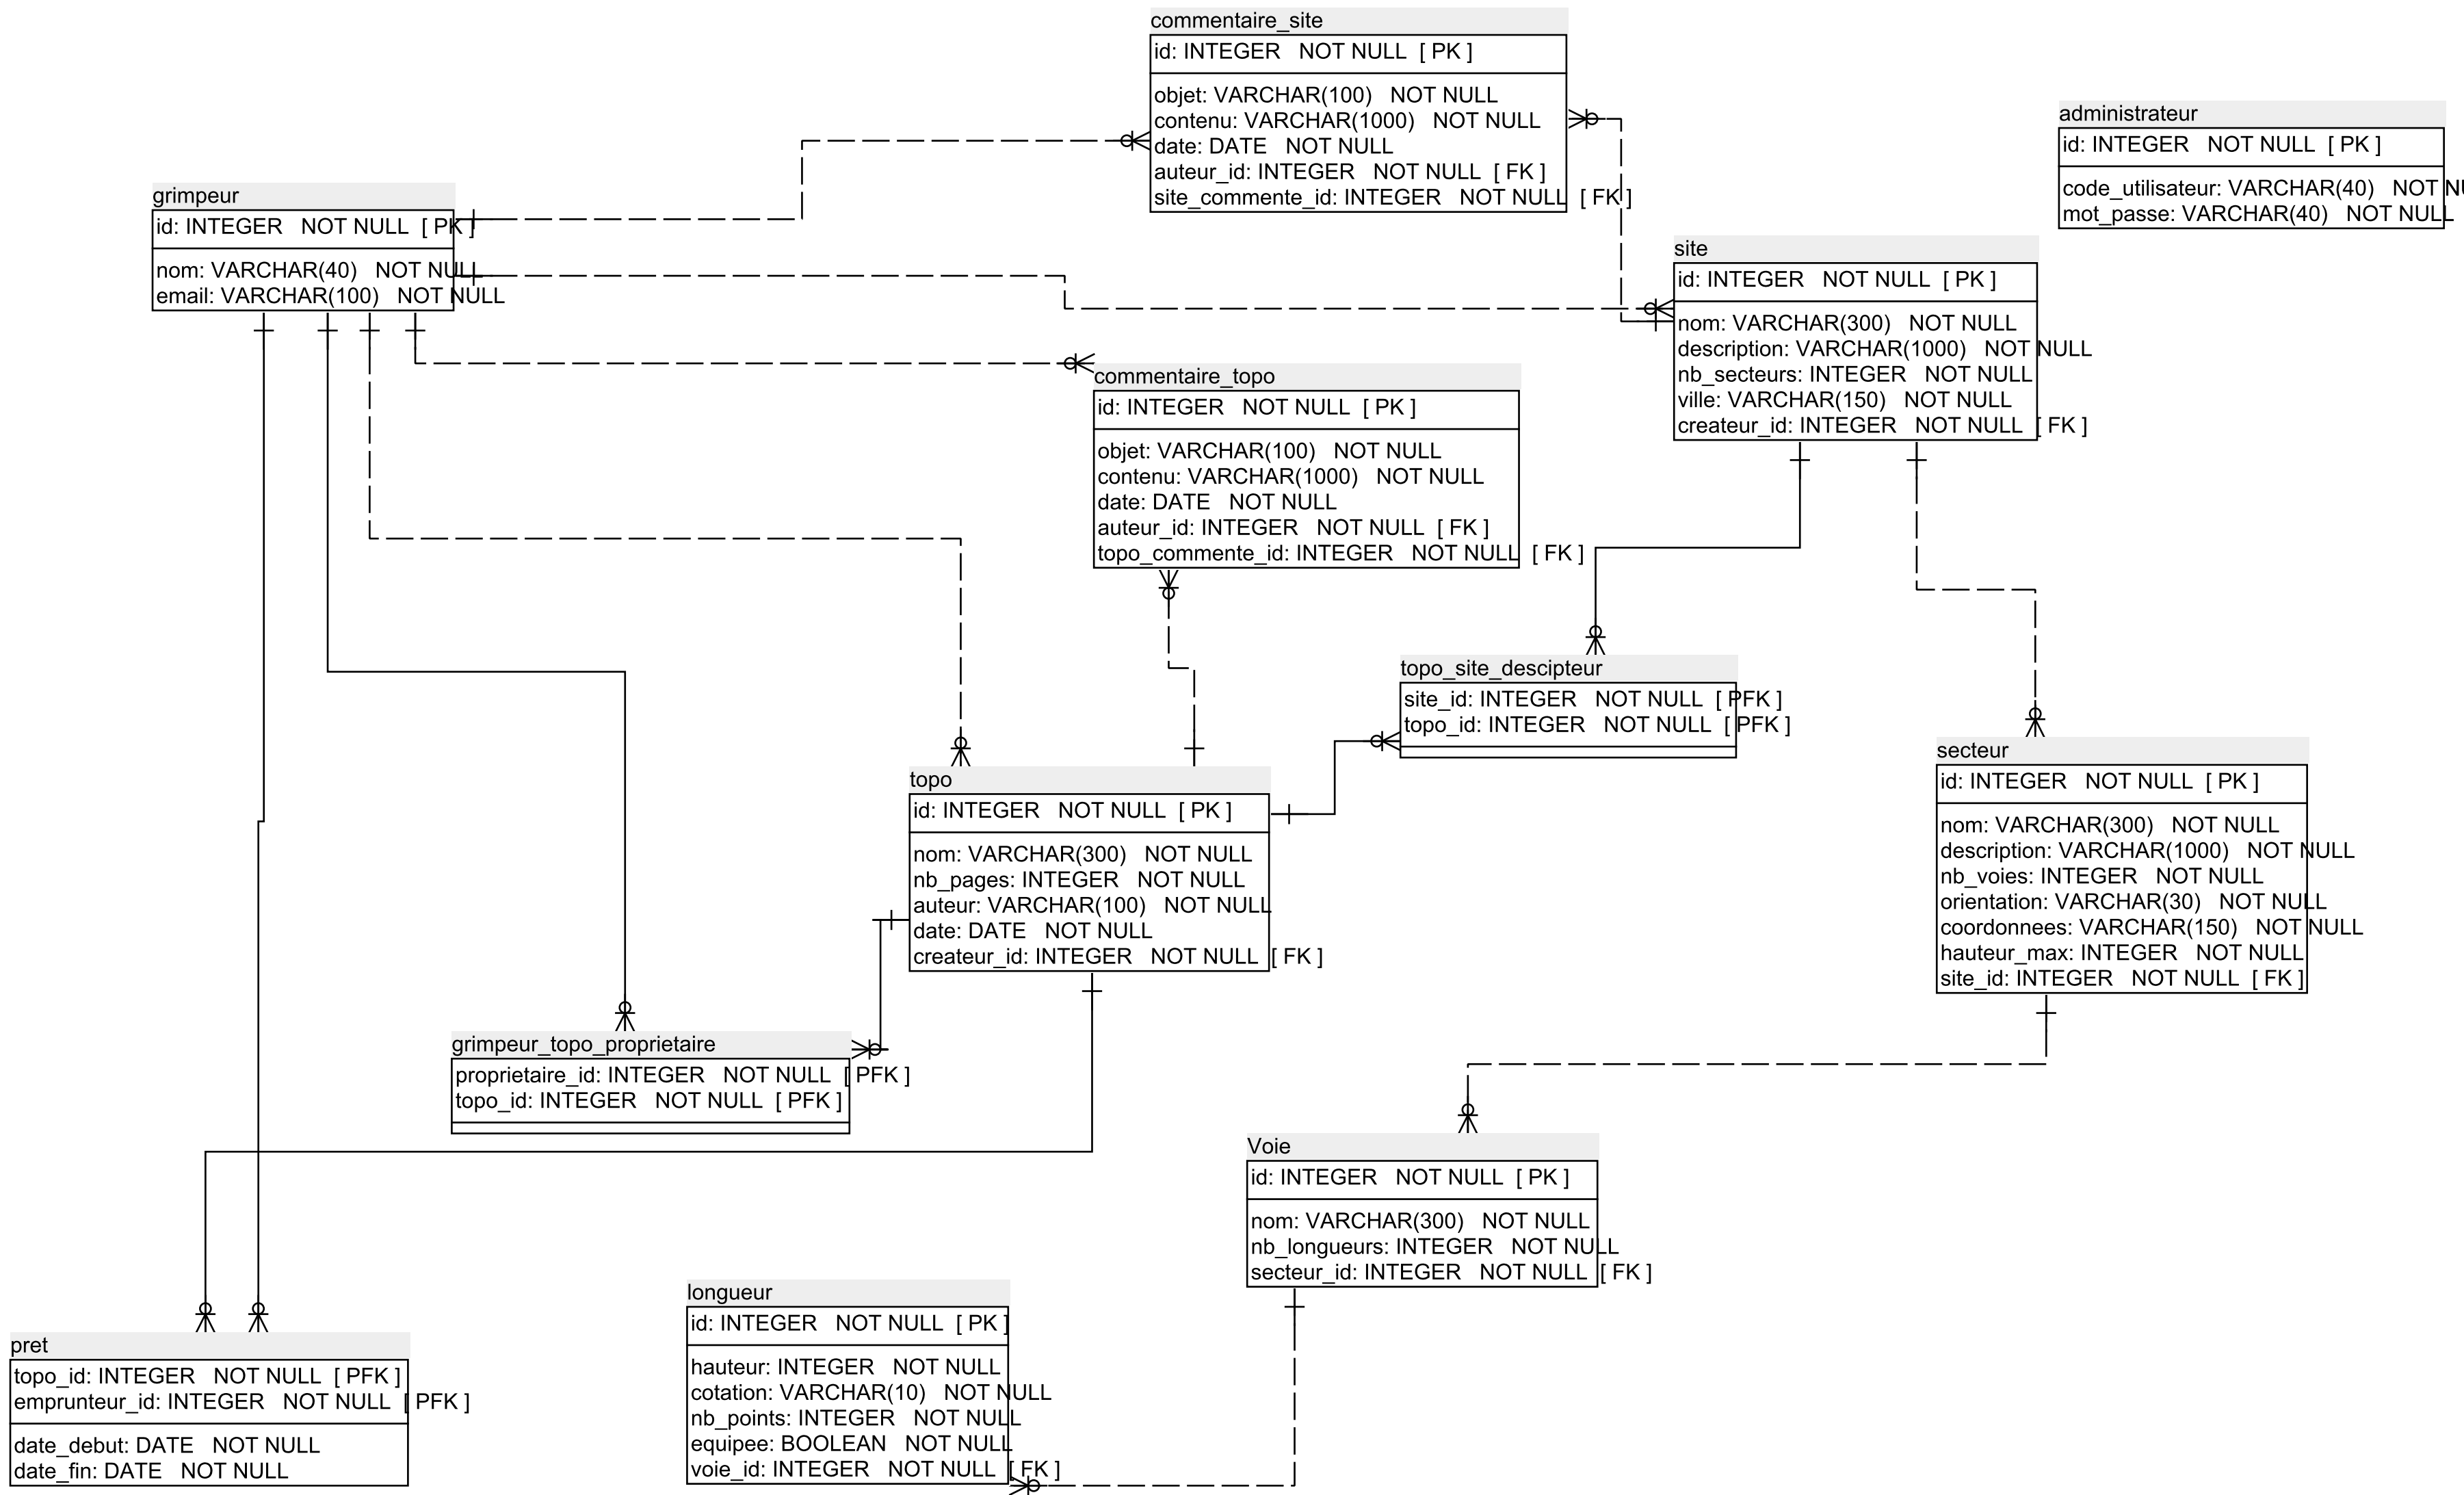 commentaire_site
id: INTEGER NOT NULL [ PK ]
objet: VARCHAR(100) NOT NULL
contenu: VARCHAR(1000) NOT NULL
date: DATE NOT NULL
auteur_id: INTEGER NOT NULL [ FK ]
site_commente_id: INTEGER NOT NULL [ FK ]
administrateur
id: INTEGER NOT NULL [ PK ]
code_utilisateur: VARCHAR(40) NOT NU
mot_passe: VARCHAR(40) NOT NULL
grimpeur
id: INTEGER NOT NULL [ PK ]
nom: VARCHAR(40) NOT NULL
email: VARCHAR(100) NOT NULL
site
id: INTEGER NOT NULL [ PK ]
nom: VARCHAR(300) NOT NULL
description: VARCHAR(1000) NOT NULL
nb_secteurs: INTEGER NOT NULL
ville: VARCHAR(150) NOT NULL
createur_id: INTEGER NOT NULL [ FK ]
commentaire_topo
id: INTEGER NOT NULL [ PK ]
objet: VARCHAR(100) NOT NULL
contenu: VARCHAR(1000) NOT NULL
date: DATE NOT NULL
auteur_id: INTEGER NOT NULL [ FK ]
topo_commente_id: INTEGER NOT NULL [ FK ]
topo_site_descipteur
site_id: INTEGER NOT NULL [ PFK ]
topo_id: INTEGER NOT NULL [ PFK ]
secteur
id: INTEGER NOT NULL [ PK ]
nom: VARCHAR(300) NOT NULL
description: VARCHAR(1000) NOT NULL
nb_voies: INTEGER NOT NULL
orientation: VARCHAR(30) NOT NULL
coordonnees: VARCHAR(150) NOT NULL
hauteur_max: INTEGER NOT NULL
site_id: INTEGER NOT NULL [ FK ]
topo
id: INTEGER NOT NULL [ PK ]
nom: VARCHAR(300) NOT NULL
nb_pages: INTEGER NOT NULL
auteur: VARCHAR(100) NOT NULL
date: DATE NOT NULL
createur_id: INTEGER NOT NULL [ FK ]
grimpeur_topo_proprietaire
proprietaire_id: INTEGER NOT NULL [ PFK ]
topo_id: INTEGER NOT NULL [ PFK ]
Voie
id: INTEGER NOT NULL [ PK ]
nom: VARCHAR(300) NOT NULL
nb_longueurs: INTEGER NOT NULL
secteur_id: INTEGER NOT NULL [ FK ]
longueur
id: INTEGER NOT NULL [ PK ]
hauteur: INTEGER NOT NULL
cotation: VARCHAR(10) NOT NULL
nb_points: INTEGER NOT NULL
equipee: BOOLEAN NOT NULL
voie_id: INTEGER NOT NULL [ FK ]
pret
topo_id: INTEGER NOT NULL [ PFK ]
emprunteur_id: INTEGER NOT NULL [ PFK ]
date_debut: DATE NOT NULL
date_fin: DATE NOT NULL